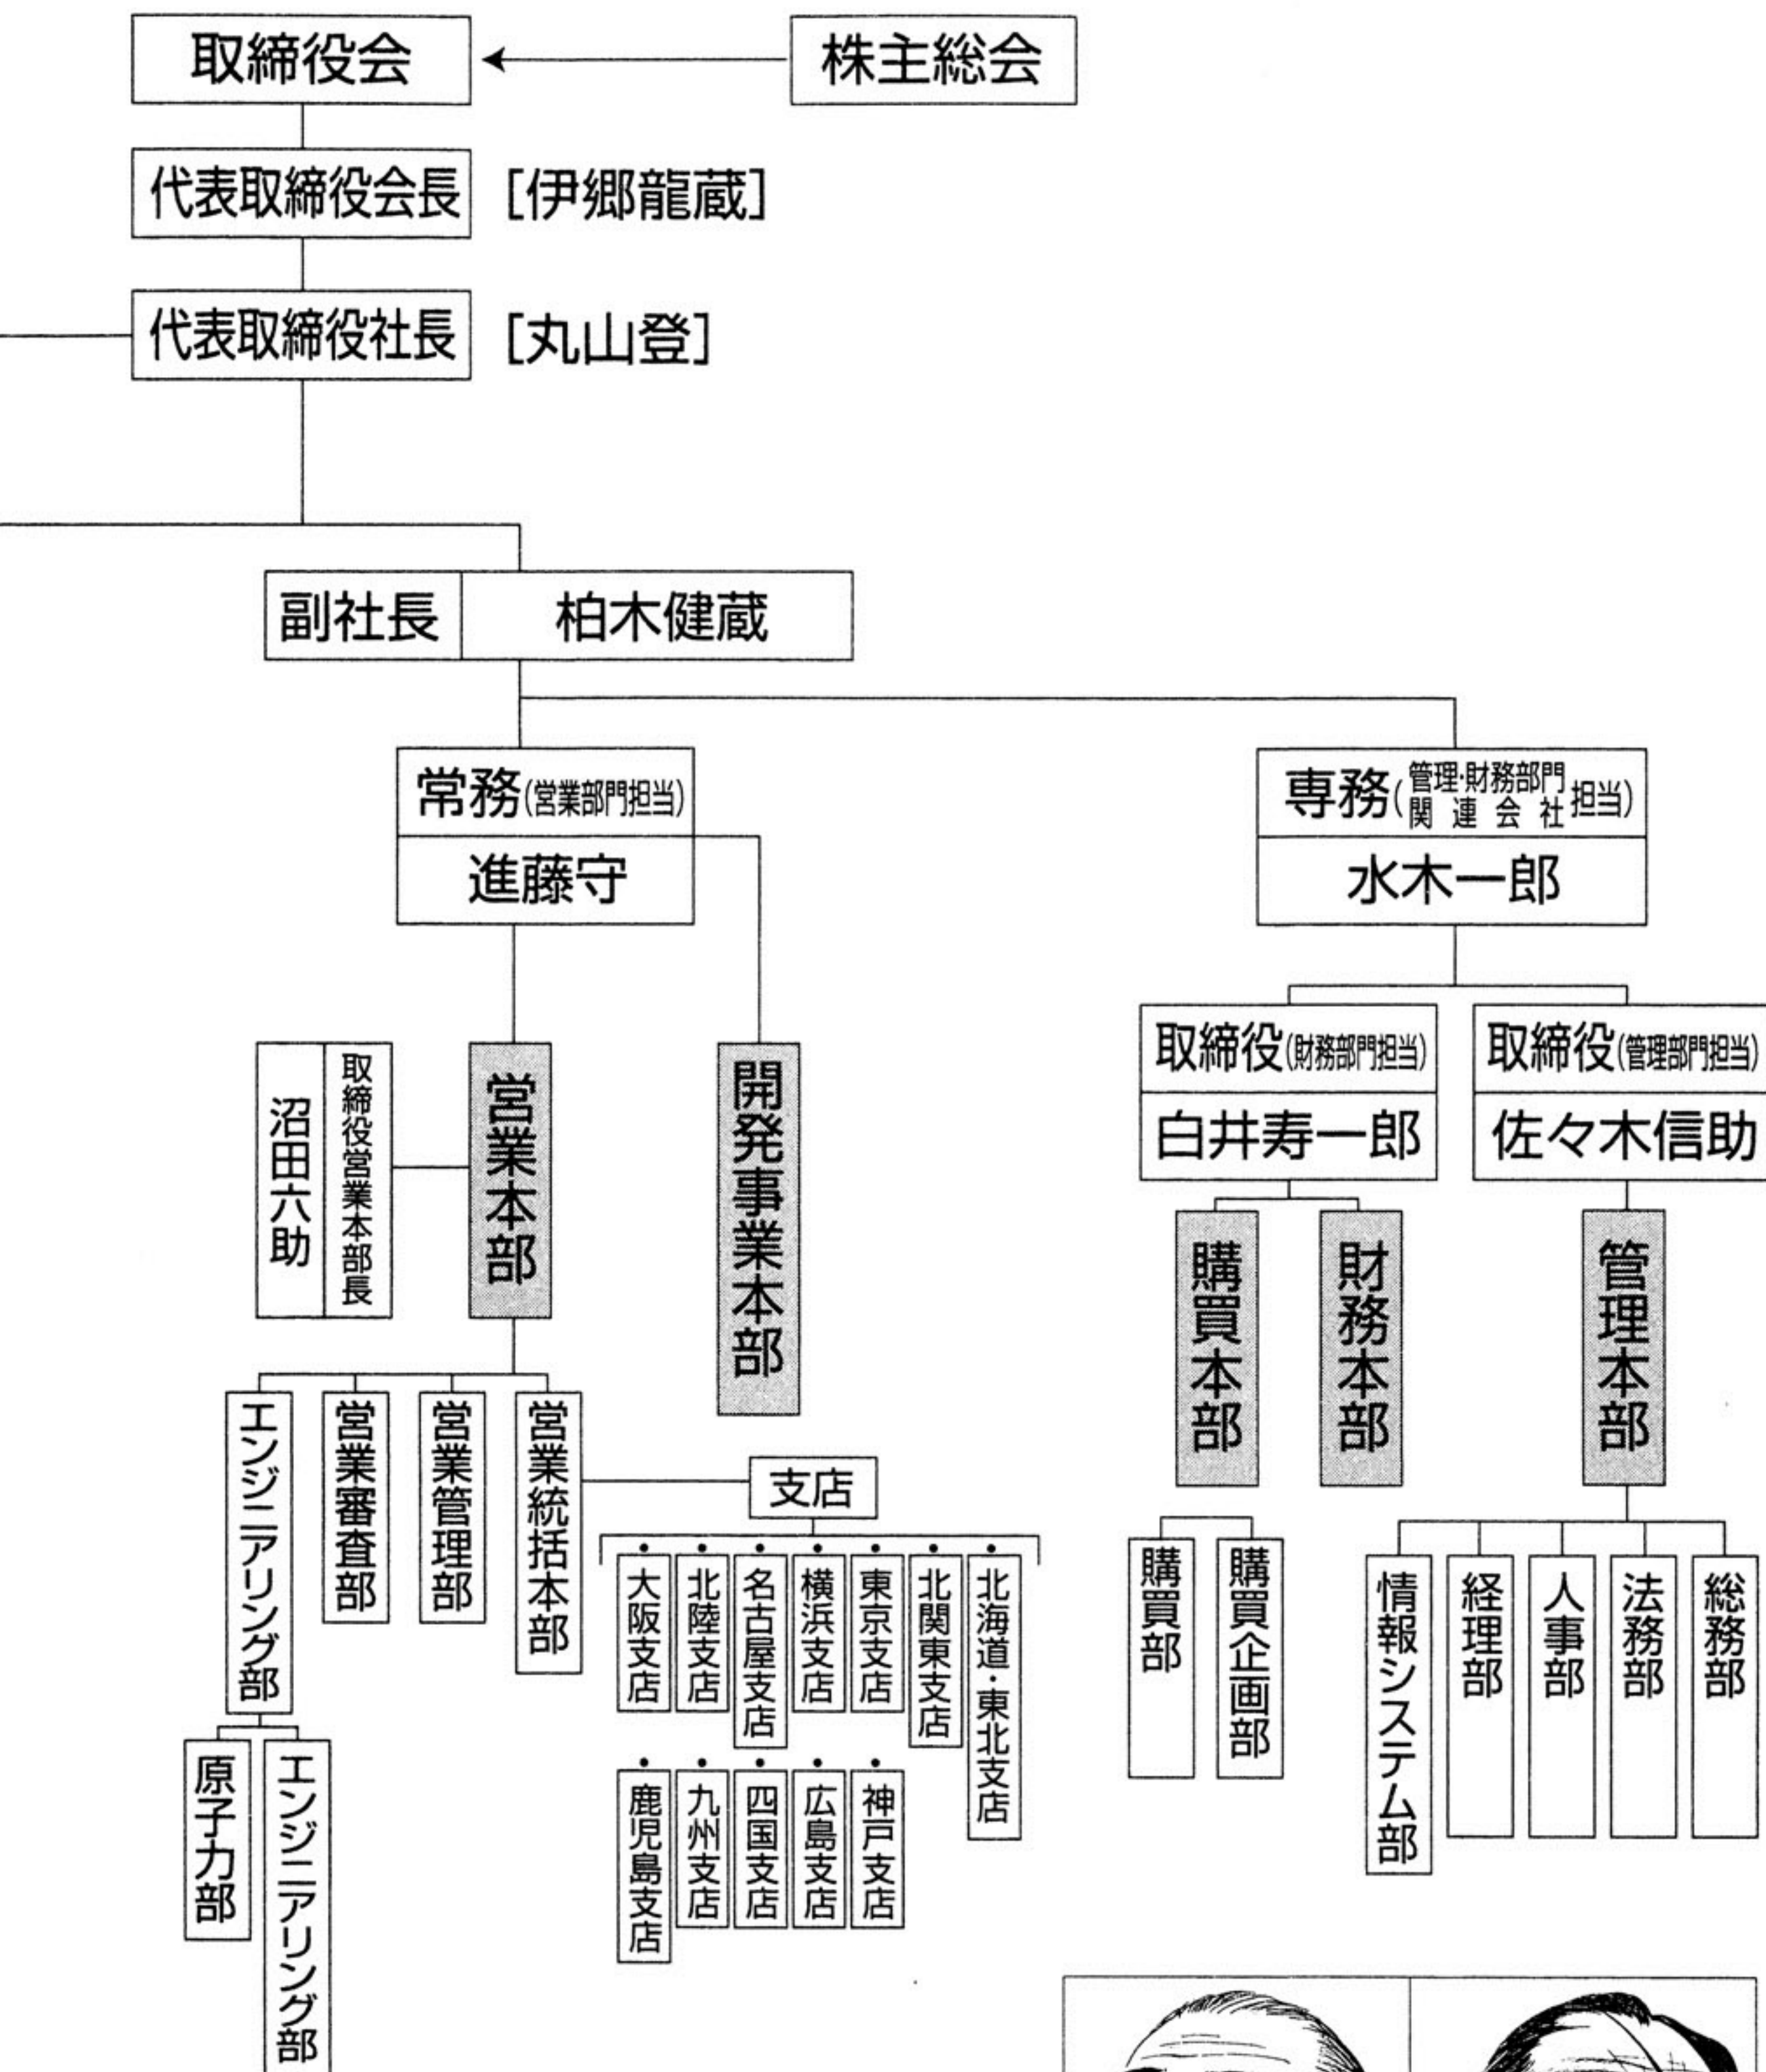 取締役会
株主総会
代表取締役会長
[伊郷龍蔵]
代表取締役社長
[丸山登]
副社長
柏木健蔵
常務(営業部門担当)
進藤守
専務(管理・財務部門
関連会社担当)
水木一郎
取締役(財務部門担当)
白井寿一郎
取締役(管理部門担当)
佐々木信助
取締役営業本部長
沼田六助
営業本部
開発事業本部
購買本部
財務本部
管理本部
エンジニアリング部
営業審査部
営業管理部
営業統括本部
支店
大阪支店
北陸支店
名古屋支店
横浜支店
東京支店
北関東支店
北海道・東北支店
鹿児島支店
九州支店
四国支店
広島支店
神戸支店
原子力部
エンジニアリング部
購買部
購買企画部
情報システム部
経理部
人事部
法務部
総務部